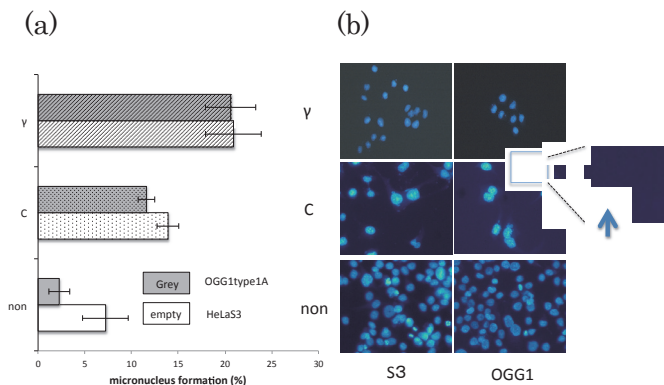 (a)
γ
C
non
Grey
OGG1type1A
empty
HeLaS3
0
5
10
15
20
25
30
micronucleus formation (%)
(b)
γ
C
non
S3
OGG1